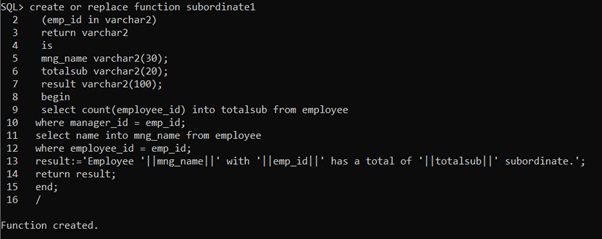 SQL> create or replace function subordinate1
  2   (emp_id in varchar2)
  3   return varchar2
  4   is
  5   mng_name varchar2(30);
  6   totalsub varchar2(20);
  7   result varchar2(100);
  8   begin
  9   select count(employee_id) into totalsub from employee
 10  where manager_id = emp_id;
 11  select name into mng_name from employee
 12  where employee_id = emp_id;
 13  result:='Employee '||mng_name||' with '||emp_id||' has a total of '||totalsub||' subordinate.';
 14  return result;
 15  end;
 16  /
Function created.